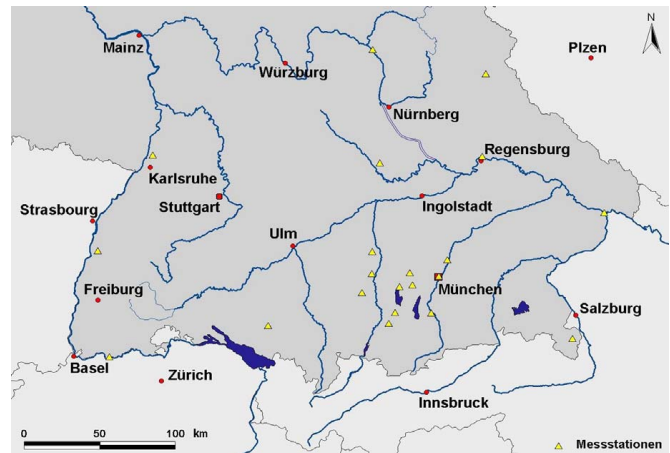 N
Mainz
Plzen
Würzburg
Nürnberg
Regensburg
Karlsruhe
Strasbourg
Stuttgart
Ingolstadt
Ulm
München
Freiburg
Salzburg
Basel
Zürich
Innsbruck
0 50 100 km
Messstationen